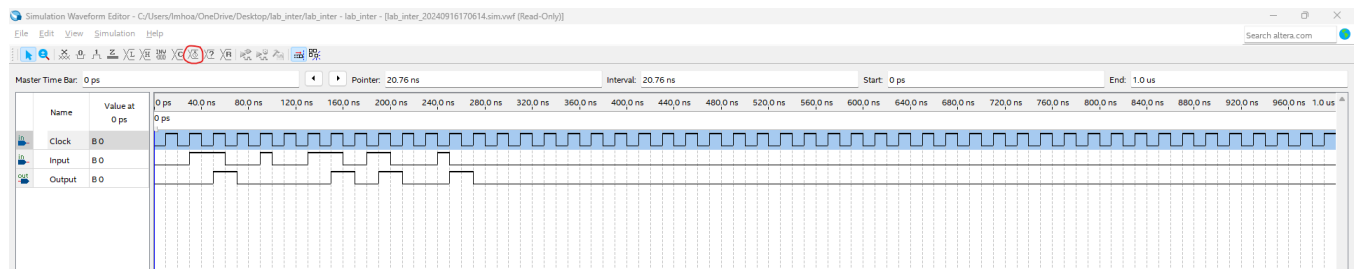 Simulation Waveform Editor - C:/Users/lmhoa/OneDrive/Desktop/lab_inter/lab_inter - lab_inter - [lab_inter_20240916170614.sim.vwf (Read-Only)]
File Edit View Simulation Help
Search altera.com
Master Time Bar: 0 ps Pointer: 20.76 ns Interval: 20.76 ns Start: 0 ps End: 1.0 us
Name Value at 0 ps
0 ps 40.0 ns 80.0 ns 120.0 ns 160.0 ns 200.0 ns 240.0 ns 280.0 ns 320.0 ns 360.0 ns 400.0 ns 440.0 ns 480.0 ns 520.0 ns 560.0 ns 600.0 ns 640.0 ns 680.0 ns 720.0 ns 760.0 ns 800.0 ns 840.0 ns 880.0 ns 920.0 ns 960.0 ns 1.0 us
0 ps
in Clock B 0
in Input B 0
out Output B 0